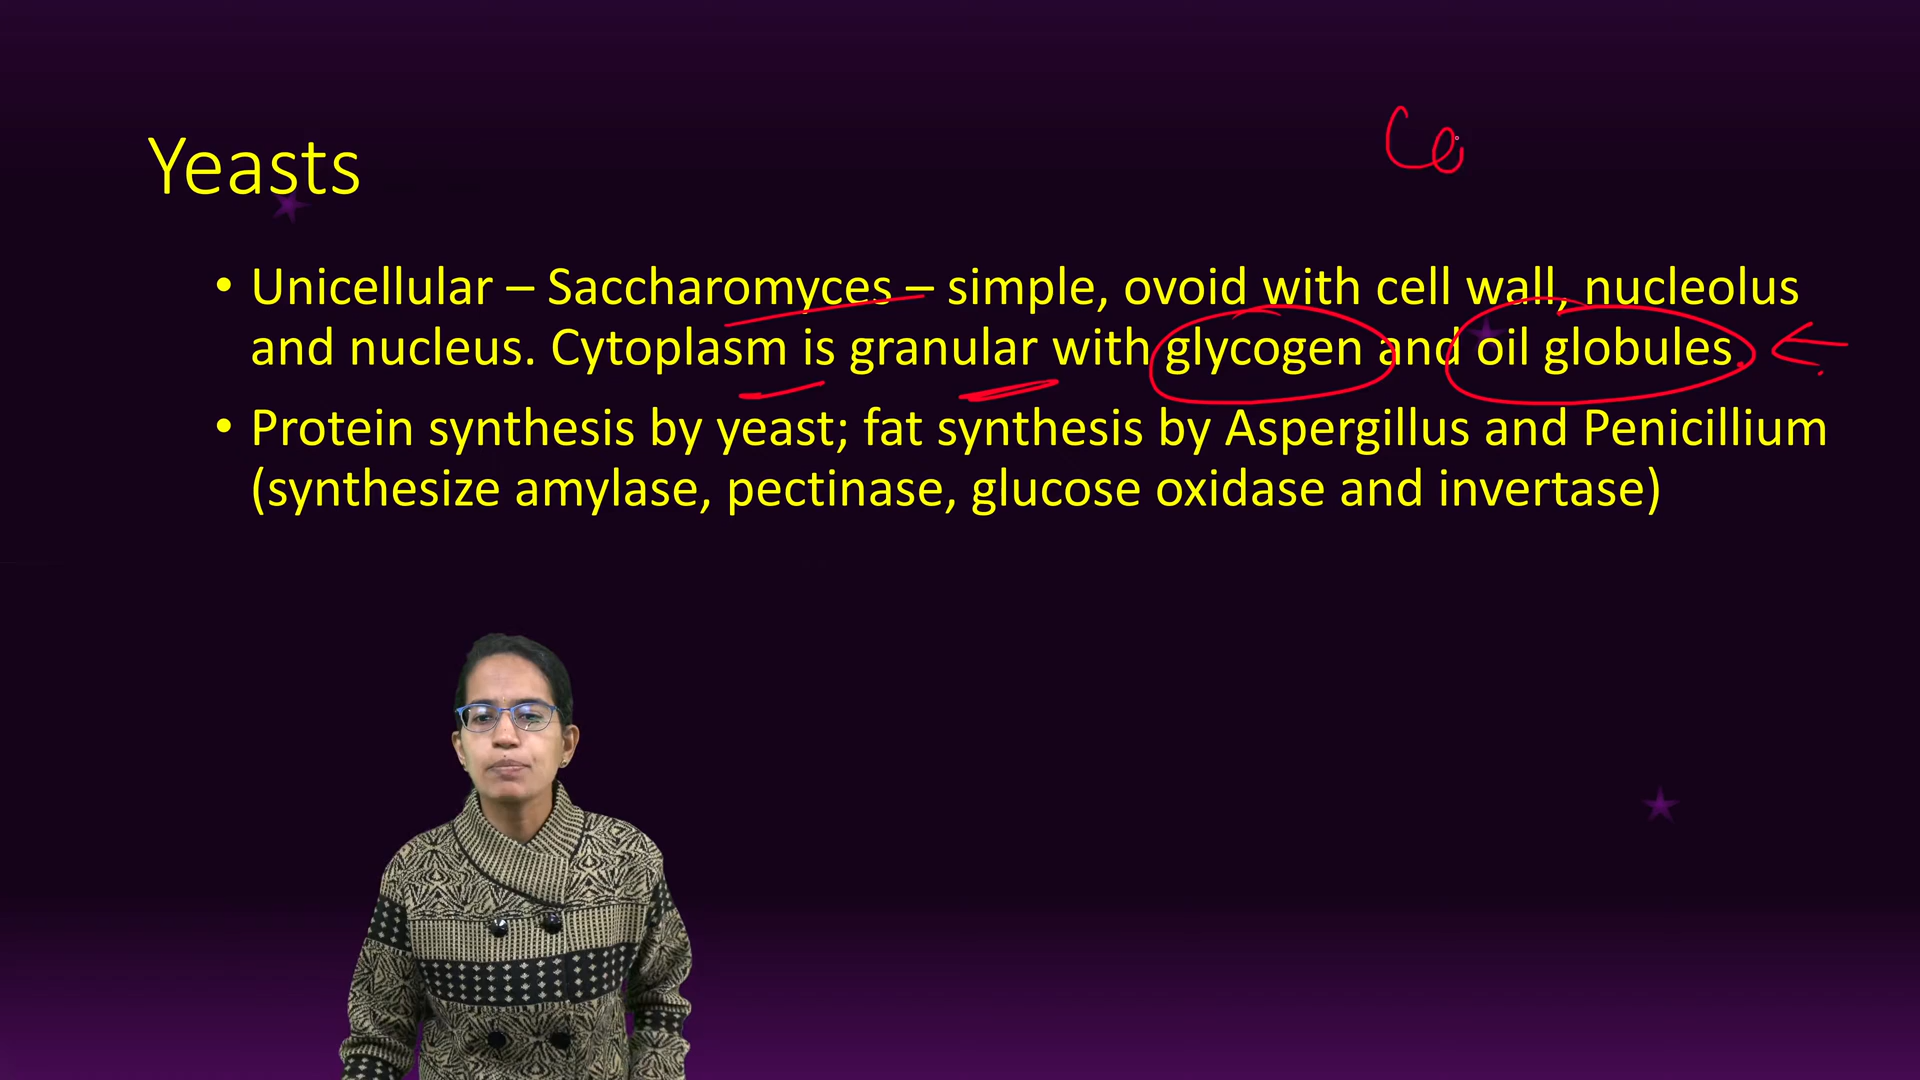 Ce
Yeasts
• Unicellular – Saccharomyces – simple, ovoid with cell wall, nucleolus
and nucleus. Cytoplasm is granular with glycogen and oil globules.
• Protein synthesis by yeast; fat synthesis by Aspergillus and Penicillium
(synthesize amylase, pectinase, glucose oxidase and invertase)